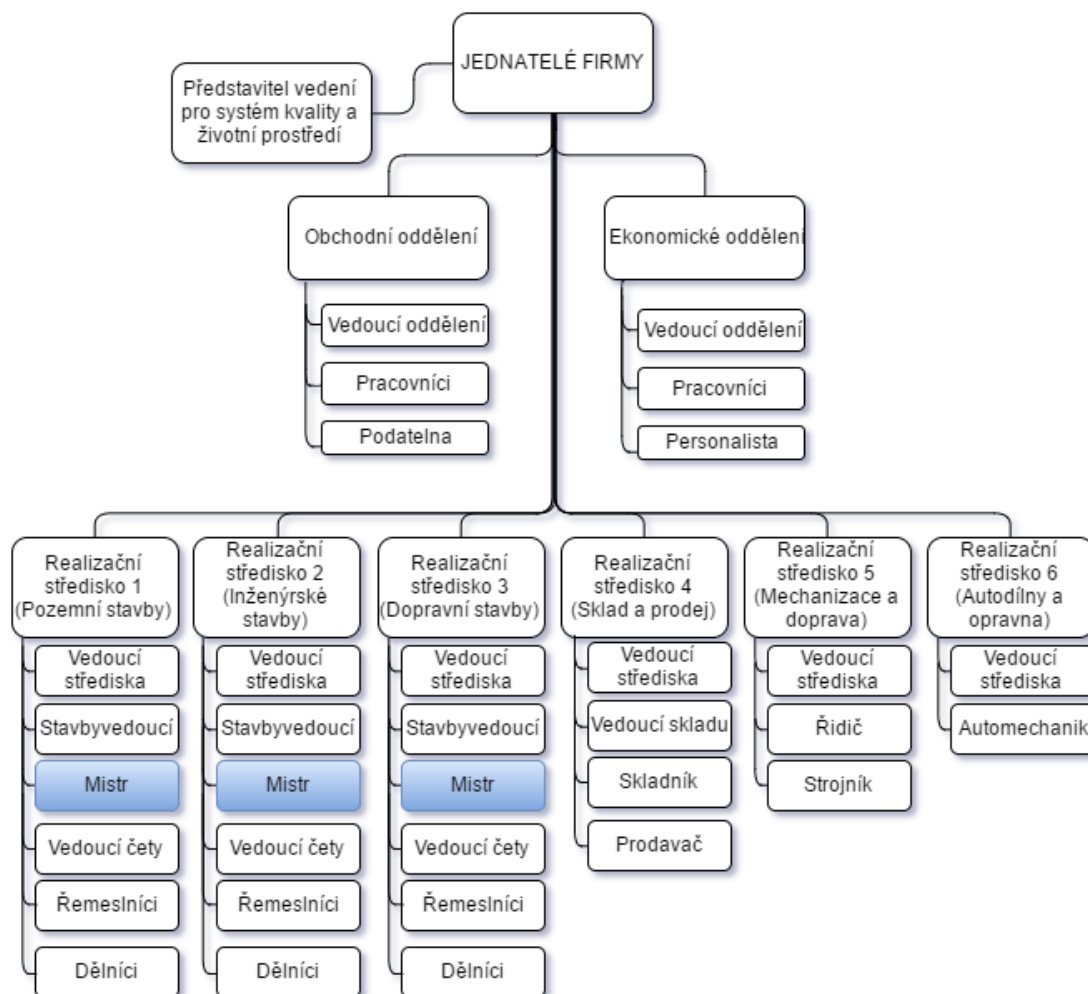 JEDNATELÉ FIRMY
Představitel vedení
pro systém kvality a
životní prostředí
Obchodní oddělení
Vedoucí oddělení
Pracovníci
Podatelna
Ekonomické oddělení
Vedoucí oddělení
Pracovníci
Personalista
Realizační
středisko 1
(Pozemní stavby)
Vedoucí
střediska
Stavbyvedoucí
Mistr
Vedoucí čety
Řemeslníci
Dělníci
Realizační
středisko 2
(Inženýrské
stavby)
Vedoucí
střediska
Stavbyvedoucí
Mistr
Vedoucí čety
Řemeslníci
Dělníci
Realizační
středisko 3
(Dopravní stavby)
Vedoucí
střediska
Stavbyvedoucí
Mistr
Vedoucí čety
Řemeslníci
Dělníci
Realizační
středisko 4
(Sklad a prodej)
Vedoucí
střediska
Vedoucí skladu
Skladník
Prodavač
Realizační
středisko 5
(Mechanizace a
doprava)
Vedoucí
střediska
Řidič
Strojník
Realizační
středisko 6
(Autodílny a
opravna)
Vedoucí
střediska
Automechanik